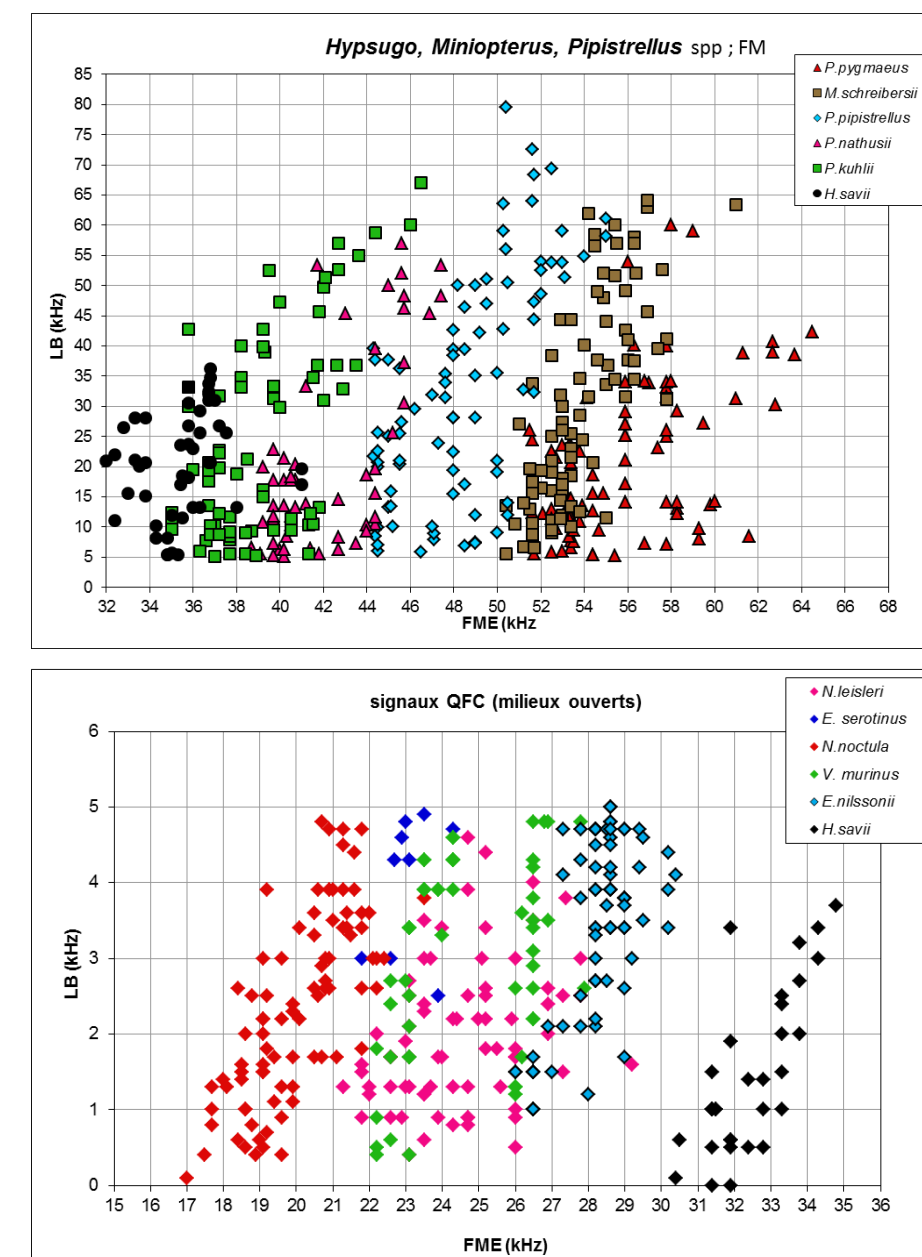 Hypsugo, Miniopterus, Pipistrellus spp ; FM
P.pygmaeus
M.schreibersii
P.pipistrellus
P.nathusii
P.kuhlii
H.savii
LB (kHz)
85
80
75
70
65
60
55
50
45
40
35
30
25
20
15
10
5
0
32 34 36 38 40 42 44 46 48 50 52 54 56 58 60 62 64 66 68
FME (kHz
signaux QFC (milieux ouverts)
N.leisleri
E. serotinus
N.noctula
V. murinus
E.nilssonii
H.savii
LB (kHz)
6
5
4
3
2
1
0
15 16 17 18 19 20 21 22 23 24 25 26 27 28 29 30 31 32 33 34 35 36
FME (kHz)